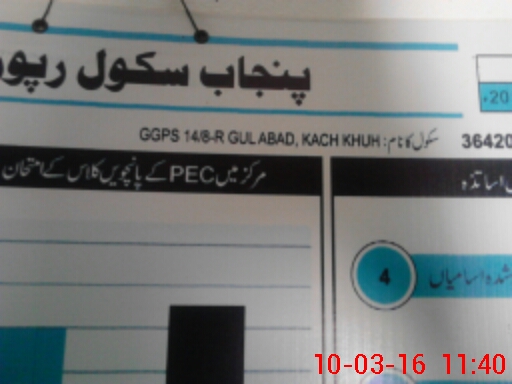 پنجاب سکول رپو
20
سکول کا نام: GGPS 14/8-R GUL ABAD, KACH KHUH
36420
مرکز میں PEC کے پانچویں کلاس کے امتحان
اساتذہ
4
شدہ اسامیاں
10-03-16 11:40